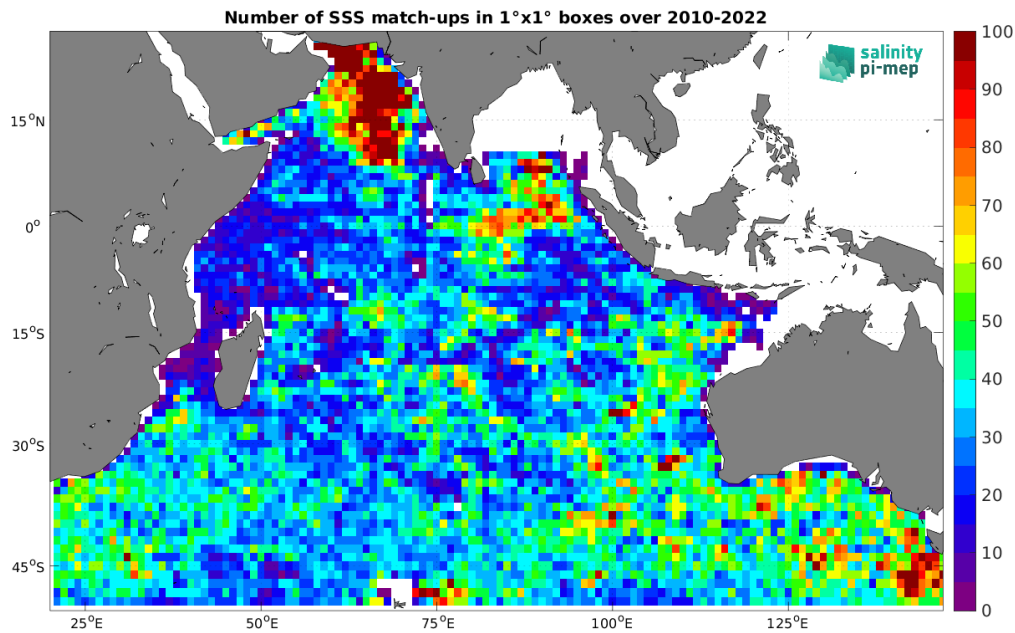 Number of SSS match-ups in 1°x1° boxes over 2010-2022
salinity
pi-mep
100
90
80
70
60
50
40
30
20
10
0
15°N
0°
15°S
30°S
45°S
25°E
50°E
75°E
100°E
125°E